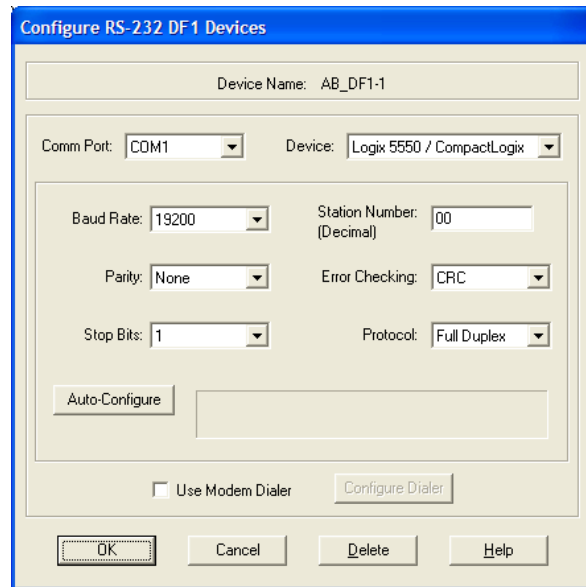 Configure RS-232 DF1 Devices
Device Name: AB_DF1-1
Comm Port: COM1 Device: Logix 5550 / CompactLogix
Baud Rate: 19200 Station Number: 00
(Decimal)
Parity: None Error Checking: CRC
Stop Bits: 1 Protocol: Full Duplex
Auto-Configure
Use Modem Dialer Configure Dialer
OK Cancel Delete Help